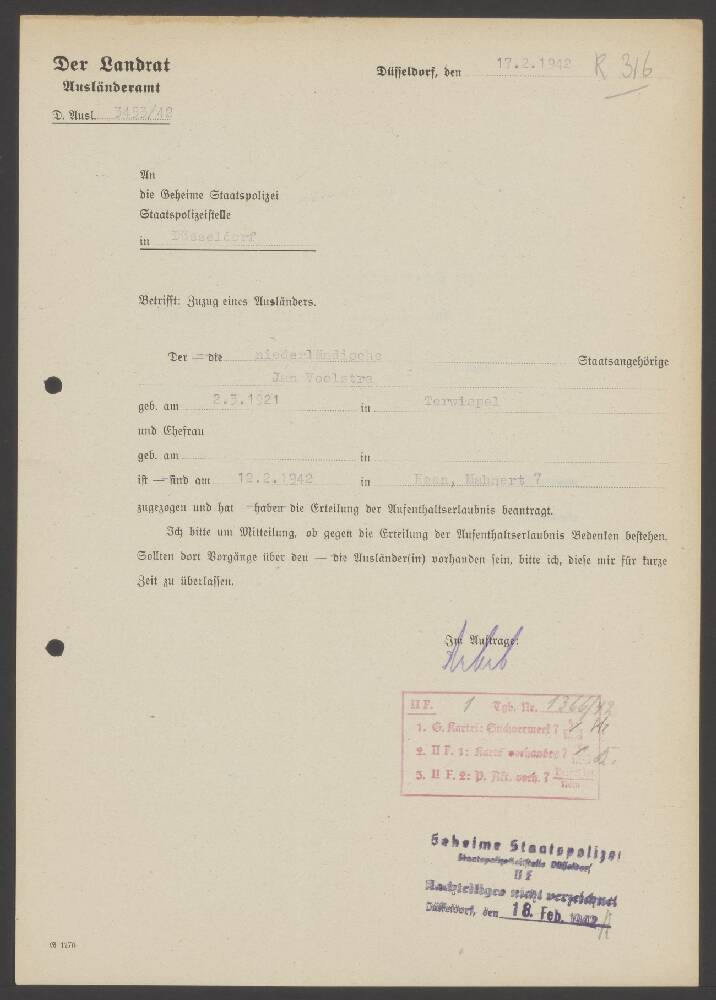 Der Landrat
Ausländeramt
D. Ausl. 3453/42
Düsseldorf, den 17.2.1942
R 316
An
die Geheime Staatspolizei
Staatspolizeistelle
in Düsseldorf
Betrifft: Zuzug eines Ausländers.
Der — die niederländische Staatsangehörige
Jan Woolstra
geb. am 2.3.1921 in Terwispel
und Ehefrau
geb. am in
ist — sind am 12.2.1942 in Haan, 7
zugezogen und hat — haben die Erteilung der Aufenthaltserlaubnis beantragt.
Ich bitte um Mitteilung, ob gegen die Erteilung der Aufenthaltserlaubnis Bedenken bestehen.
Sollten dort Vorgänge über den — die Ausländer(in) vorhanden sein, bitte ich, diese mir für kurze
Zeit zu überlassen.
Im Auftrage:
II F. 1 Tgb. Nr. 1366/42
1. G. Kartei: Suchvermerk?
2. II F. 1: Karte vorhanden?
3. II F. 2: P. Akt. vorh.?
Nein
Geheime Staatspolizei
Staatspolizeileitstelle Düsseldorf
II F
Nachteiliges nicht verzeichnet
Düsseldorf, den 18. Feb. 1942